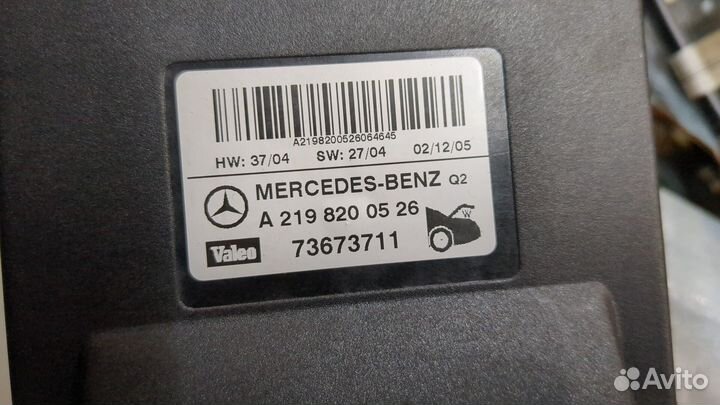 A2198200526064645
HW: 37/04 SW: 27/04 02/12/05
MERCEDES-BENZ Q2
A 219 820 05 26
W
Valeo 73673711
Avito